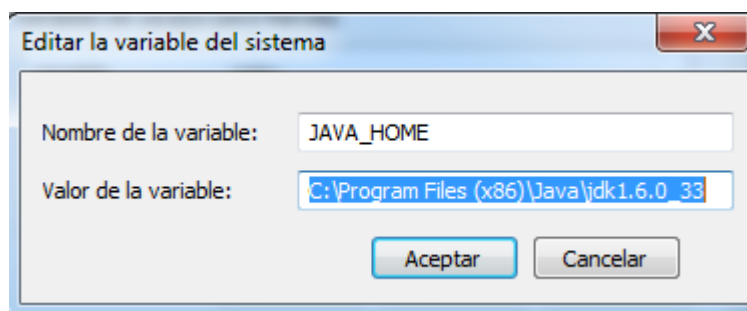 Editar la variable del sistema
Nombre de la variable: JAVA_HOME
Valor de la variable: C:\Program Files (x86)\Java\jdk1.6.0_33
Aceptar Cancelar